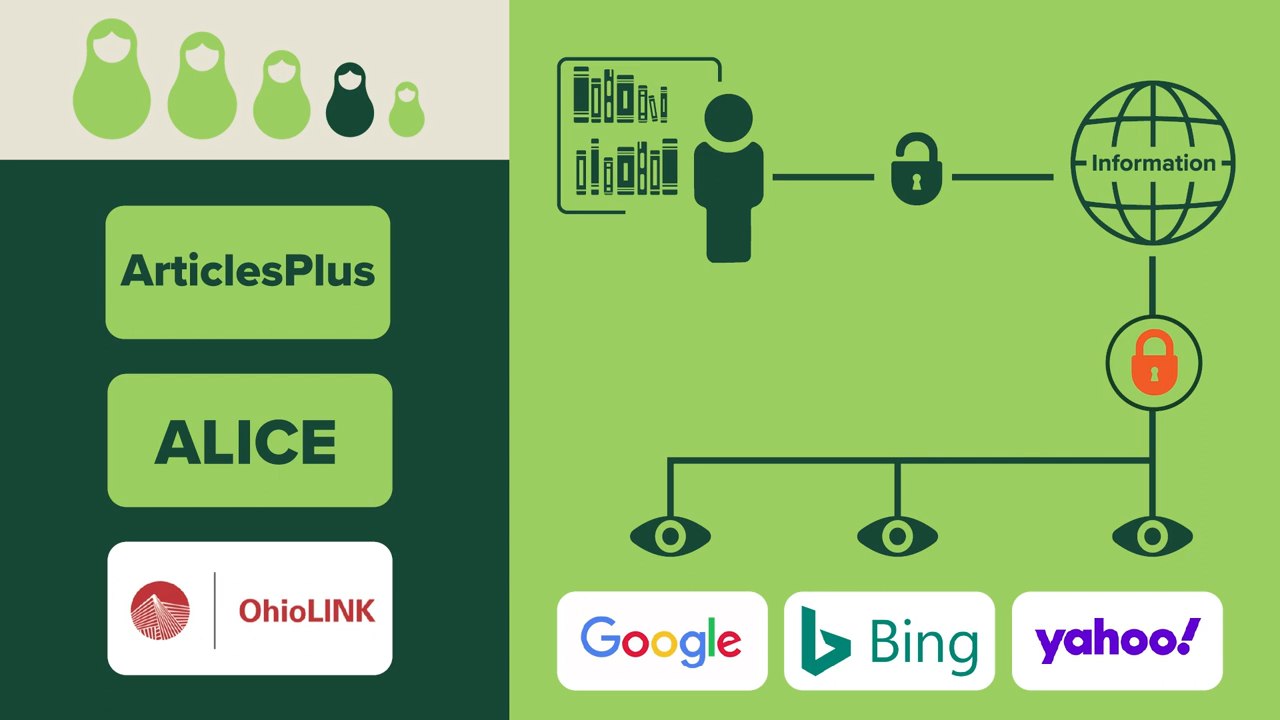 ArticlesPlus
ALICE
OhioLINK
Information
Google
Bing
yahoo!